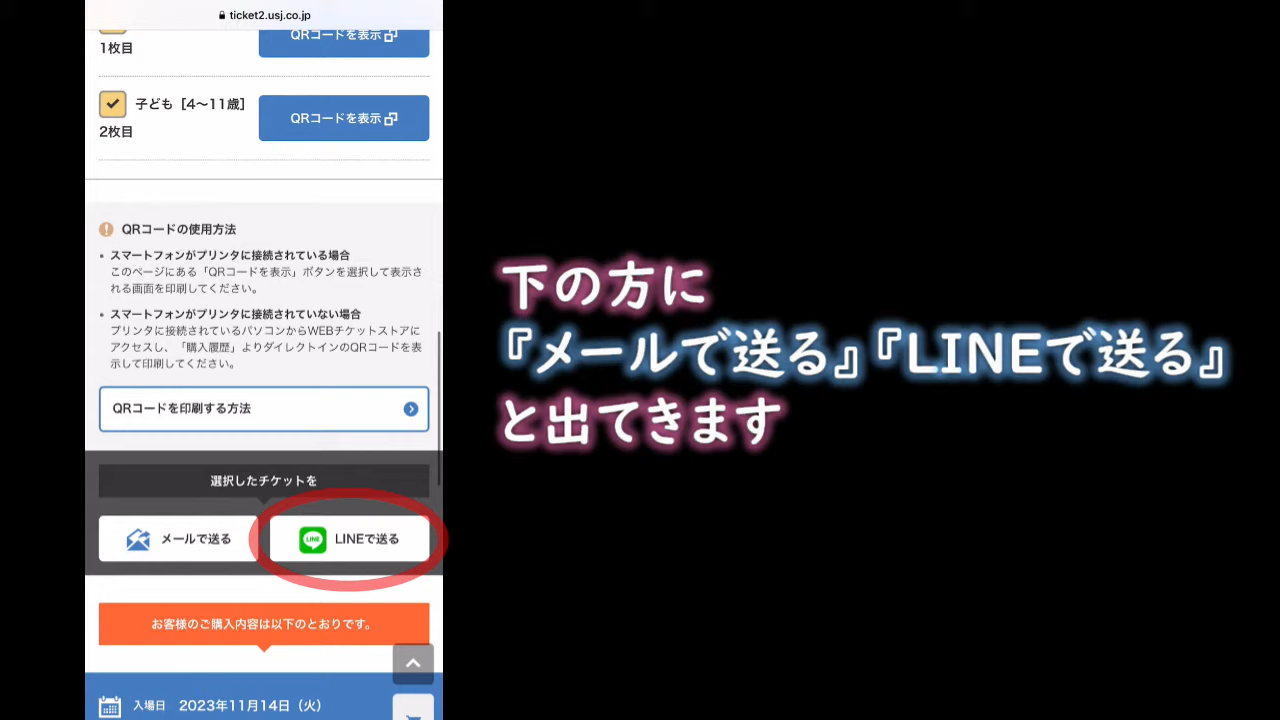 ticket2.usj.co.jp
1枚目
QRコードを表示
子ども［4〜11歳］
2枚目
QRコードを表示
QRコードの使用方法
• スマートフォンがプリンタに接続されている場合
このページにある「QRコードを表示」ボタンを選択して表示さ
れる画面を印刷してください。
• スマートフォンがプリンタに接続されていない場合
プリンタに接続されているパソコンからWEBチケットストアに
アクセスし、「購入履歴」よりダイレクトインのQRコードを表
示して印刷してください。
QRコードを印刷する方法
選択したチケットを
メールで送る
LINE
LINEで送る
お客様のご購入内容は以下のとおりです。
入場日 2023年11月14日（火）
下の方に
『メールで送る』『LINEで送る』
と出てきます